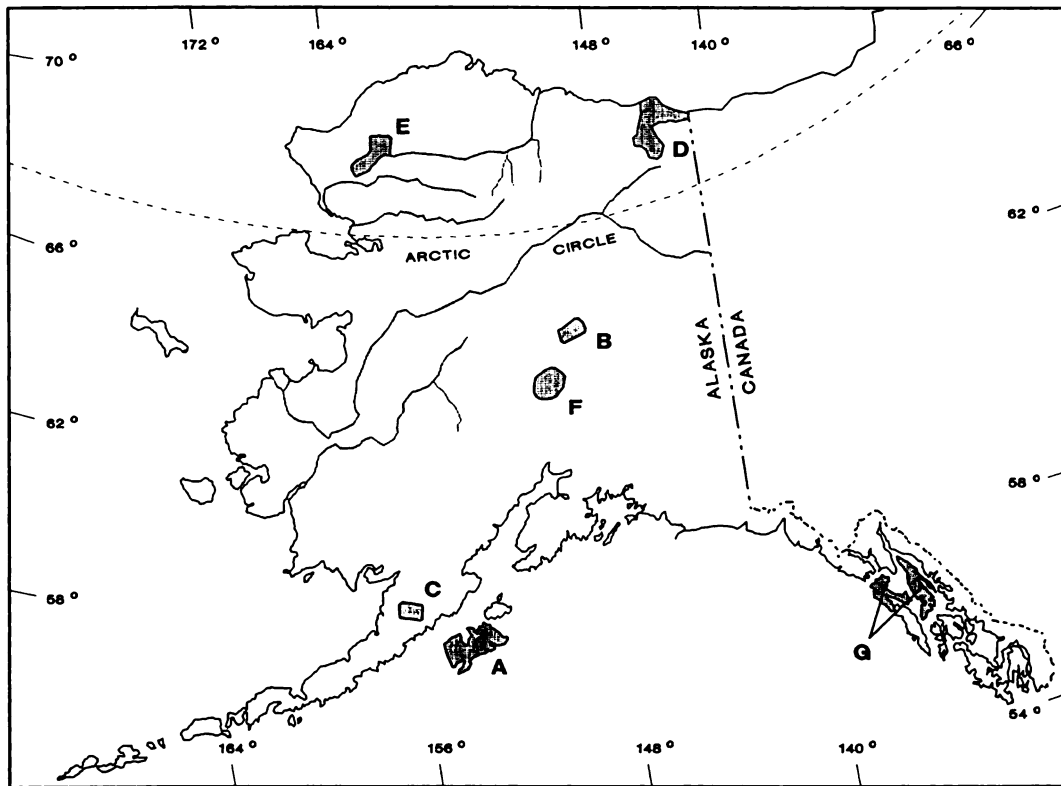 172° 164° 148° 140° 66°
70°
E
D
62°
66°
ARCTIC CIRCLE
B
ALASKA
CANADA
F
62°
58°
C
58°
A
G
54°
164° 156° 148° 140°